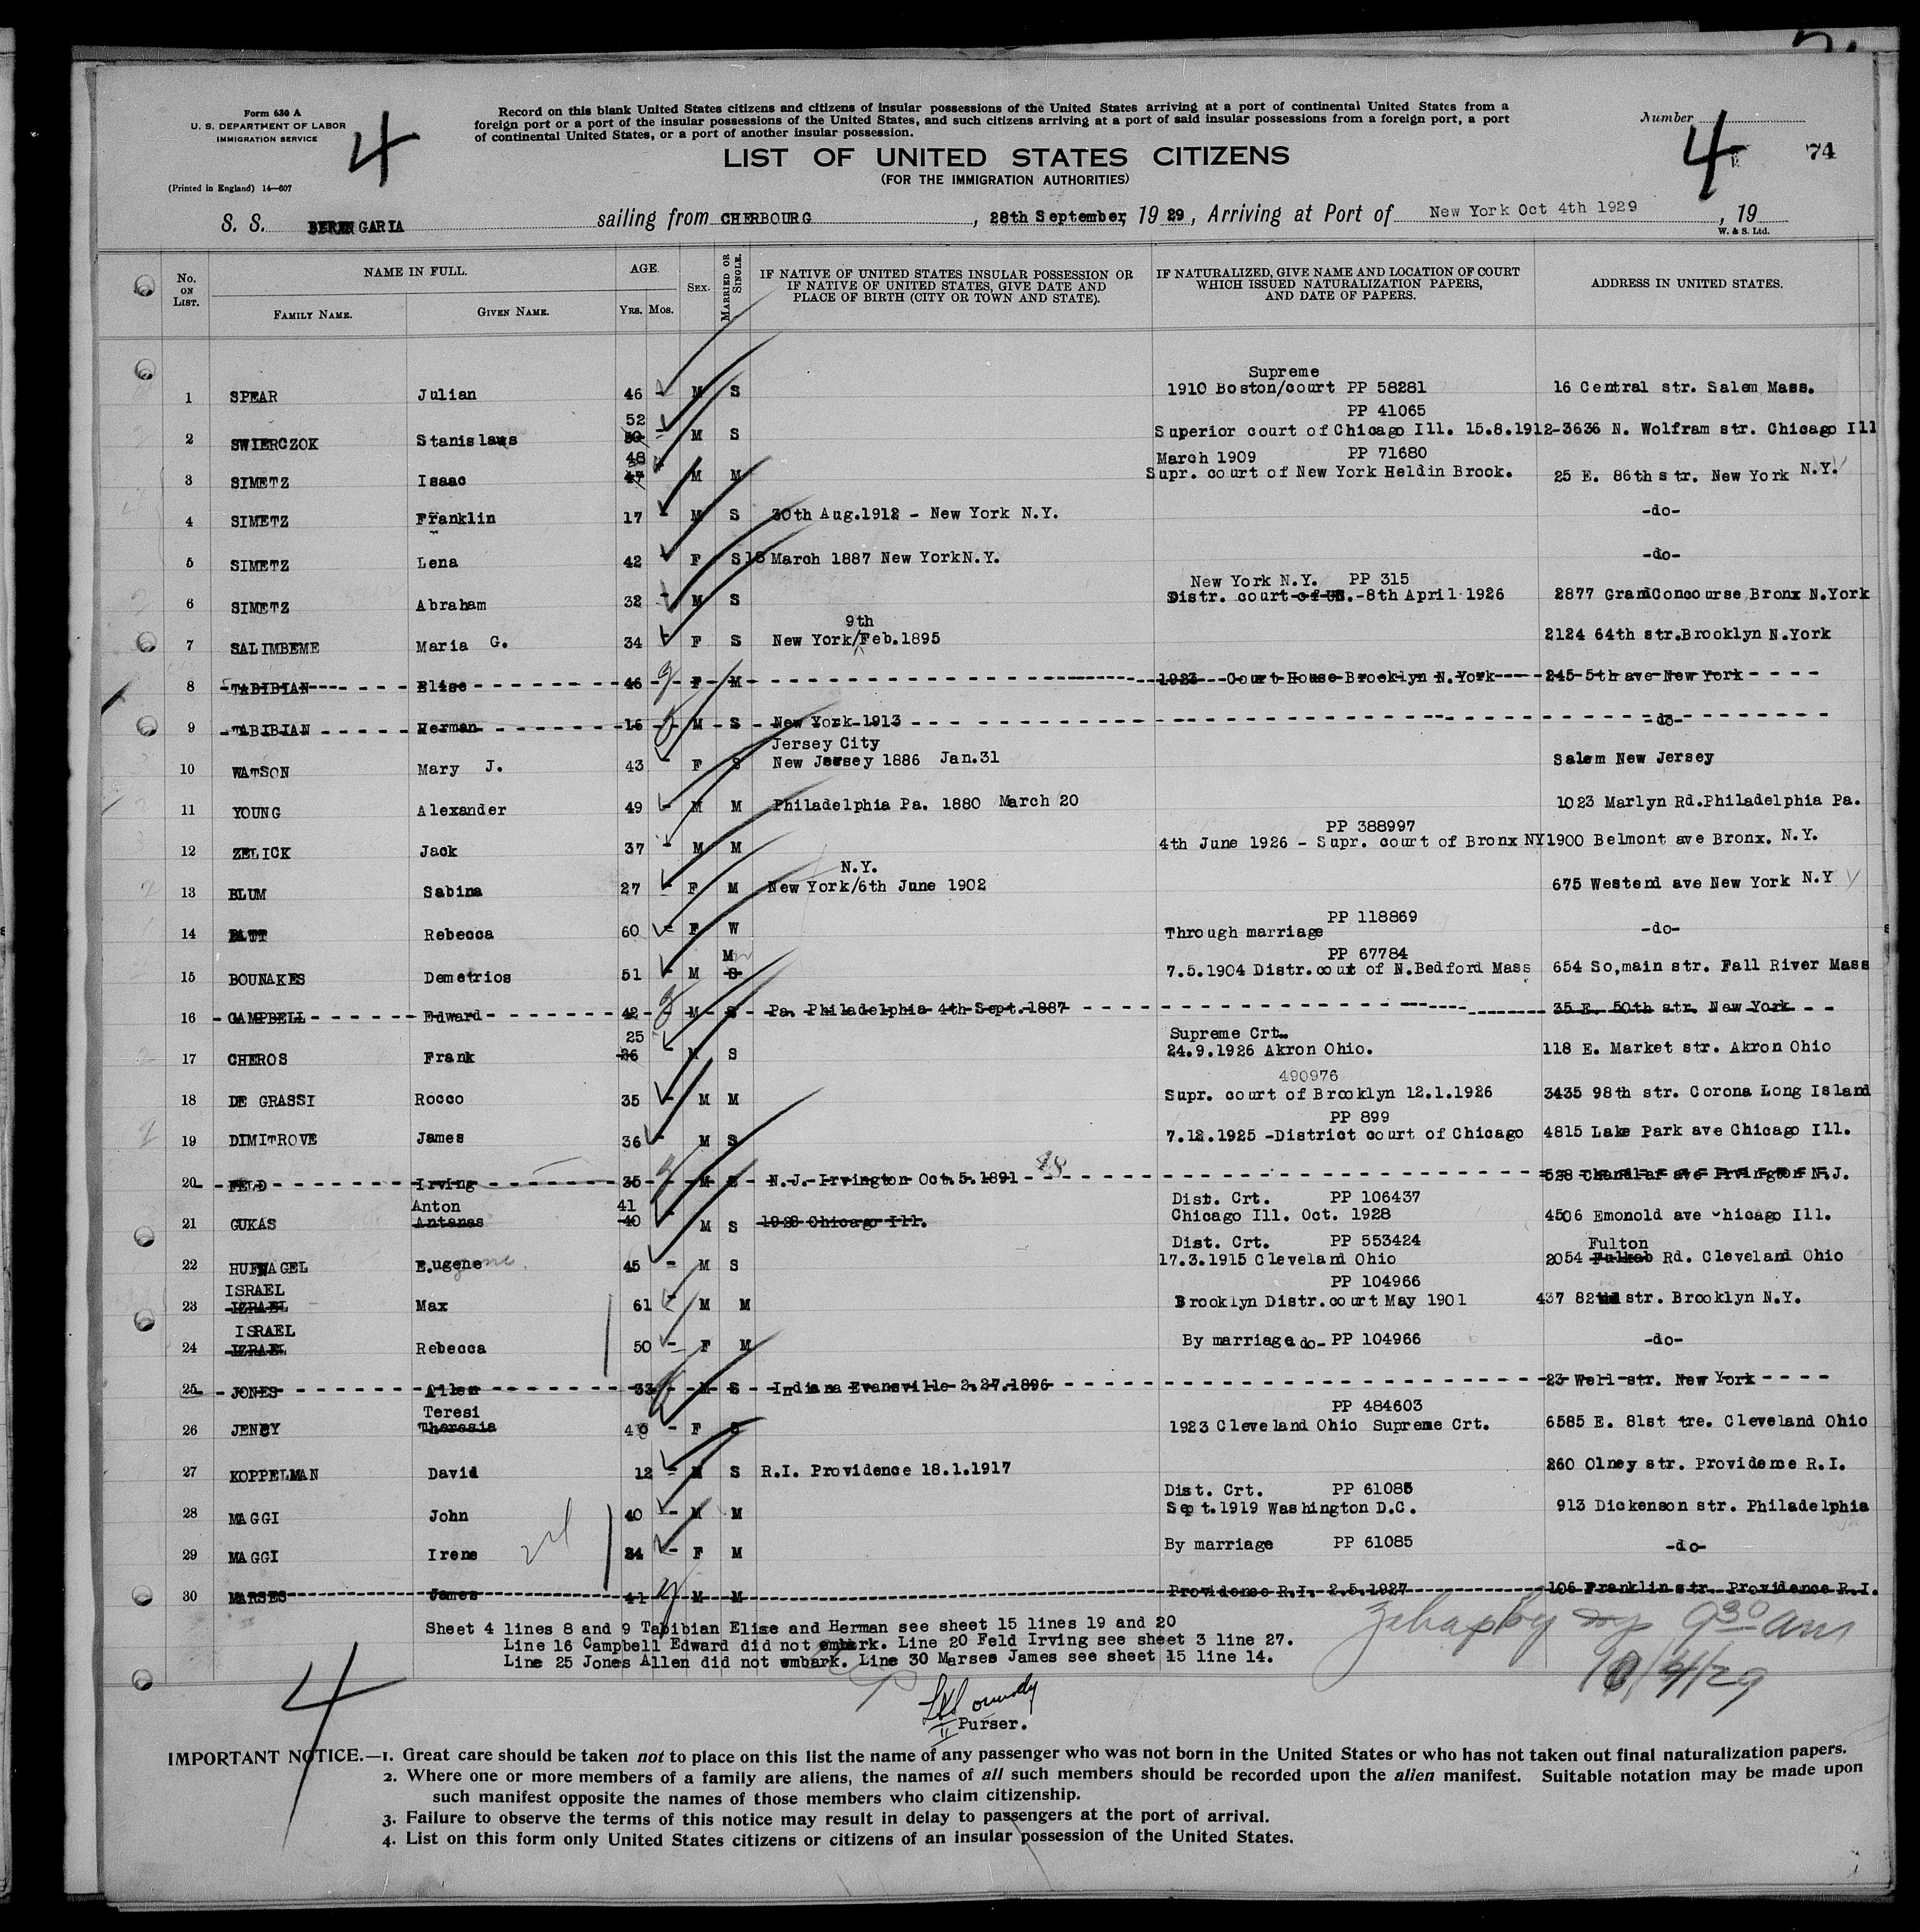 Form 630 A
U. S. DEPARTMENT OF LABOR
IMMIGRATION SERVICE
(Printed in England) 14—607
4
Record on this blank United States citizens and citizens of insular possessions of the United States arriving at a port of continental United States from a
foreign port or a port of the insular possessions of the United States, and such citizens arriving at a port of said insular possessions from a foreign port, a port
of continental United States, or a port of another insular possession.
LIST OF UNITED STATES CITIZENS
(FOR THE IMMIGRATION AUTHORITIES)
Number
4
74
S. S. BERENGARIA sailing from CHERBOURG, 28th September, 19 29, Arriving at Port of New York Oct 4th 1929, 19
W. & S. Ltd.
No. ON LIST. NAME IN FULL. FAMILY NAME. GIVEN NAME. AGE. YRS. MOS. SEX. MARRIED OR SINGLE. IF NATIVE OF UNITED STATES INSULAR POSSESSION OR IF NATIVE OF UNITED STATES, GIVE DATE AND PLACE OF BIRTH (CITY OR TOWN AND STATE). IF NATURALIZED, GIVE NAME AND LOCATION OF COURT WHICH ISSUED NATURALIZATION PAPERS, AND DATE OF PAPERS. ADDRESS IN UNITED STATES.
Supreme
1 SPEAR Julian 46 M S 1910 Boston/court PP 58281 16 Central str. Salem Mass.
52 PP 41065
2 SWIERCZOK Stanislaws 50 M S Superior court of Chicago Ill. 15.8.1912-3636 N. Wolfram str. Chicago Ill
48 March 1909 PP 71680
3 SIMETZ Isaac 47 M M Supr. court of New York Heldin Brook. 25 E. 86th str. New York N.Y.
4 SIMETZ Franklin 17 M S 30th Aug.1912 - New York N.Y. -do-
5 SIMETZ Lena 42 F S 18 March 1887 New YorkN.Y. -do-
New York N.Y. PP 315
6 SIMETZ Abraham 32 M S Distr. court of US.-8th April 1926 2877 GrandConcourse Bronx N.York
9th
7 SALIMBEME Maria G. 34 F S New York/Feb.1895 2124 64th str.Brooklyn N.York
8 TABIBIAN Elise 46 F M 1923 Court House Brooklyn N.York 245 5th ave New York
9 TABIBIAN Herman 16 M S New York 1913 -do-
Jersey City
10 WATSON Mary J. 43 F S New Jersey 1886 Jan.31 Salem New Jersey
11 YOUNG Alexander 49 M M Philadelphia Pa. 1880 March 20 1023 Marlyn Rd.Philadelphia Pa.
PP 388997
12 ZELICK Jack 37 M M 4th June 1926 - Supr. court of Bronx NY 1900 Belmont ave Bronx. N.Y.
N.Y.
13 BLUM Sabina 27 F M New York/6th June 1902 675 Westend ave New York N.Y
PP 118869
14 BATT Rebecca 60 F W Through marriage -do-
M PP 67784
15 BOUNAKES Demetrios 51 M S 7.5.1904 Distr.court of N.Bedford Mass 654 So,main str. Fall River Mass
16 CAMPBELL Edward 42 M S Pa. Philadelphia 4th Sept.1887 35 E. 50th str. New York
25 Supreme Crt.
17 CHEROS Frank 26 M S 24.9.1926 Akron Ohio. 118 E. Market str. Akron Ohio
490976
18 DE GRASSI Rocco 35 M M Supr. court of Brooklyn 12.1.1926 3435 98th str. Corona Long Island
PP 899
19 DIMITROVE James 36 M S 7.12.1925 -District court of Chicago 4815 Lake Park ave Chicago Ill.
20 FELD Irving 35 M S N.J. Irvington Oct.5.1891 528 Chandlar ave Irvington N.J.
Anton 41 Dist. Crt. PP 106437
21 GUKAS Antanas 40 M S 1928 Chicago Ill. Chicago Ill. Oct. 1928 4506 Emonold ave Chicago Ill.
Dist. Crt. PP 553424 Fulton
22 HUFNAGEL E.ugene 45 M S 17.3.1915 Cleveland Ohio 2054 Fulkab Rd. Cleveland Ohio
ISRAEL PP 104966
23 IZRAEL Max 61 M M Brooklyn Distr.court May 1901 437 82nd str. Brooklyn N.Y.
ISRAEL
24 IZRAEL Rebecca 50 F M By marriage do- PP 104966 -do-
25 JONES Allen 33 M S Indiana Evansville 2.27.1896 23 Wall str. New York
Teresi PP 484603
26 JENEY Theresia 40 F S 1923 Cleveland Ohio Supreme Crt. 6585 E. 81st tre. Cleveland Ohio
27 KOPPELMAN David 12 M S R.I. Providence 18.1.1917 260 Olney str. Providence R.I.
Dist. Crt. PP 61085
28 MAGGI John 40 M M Sept.1919 Washington D.C. 913 Dickenson str. Philadelphia
29 MAGGI Irene 34 F M By marriage PP 61085 -do-
30 MARSES James 41 M M Providence R.I. 2.5.1927 106 Franklin str. Providence R.I.
Sheet 4 lines 8 and 9 Tabibian Elise and Herman see sheet 15 lines 19 and 20
Line 16 Campbell Edward did not embark. Line 20 Feld Irving see sheet 3 line 27.
Line 25 Jones Allen did not embark. Line 30 Marses James see sheet 15 line 14.
9 30 am
10/4/29
4
Purser.
IMPORTANT NOTICE.—1. Great care should be taken not to place on this list the name of any passenger who was not born in the United States or who has not taken out final naturalization papers.
2. Where one or more members of a family are aliens, the names of all such members should be recorded upon the alien manifest. Suitable notation may be made upon
such manifest opposite the names of those members who claim citizenship.
3. Failure to observe the terms of this notice may result in delay to passengers at the port of arrival.
4. List on this form only United States citizens or citizens of an insular possession of the United States.